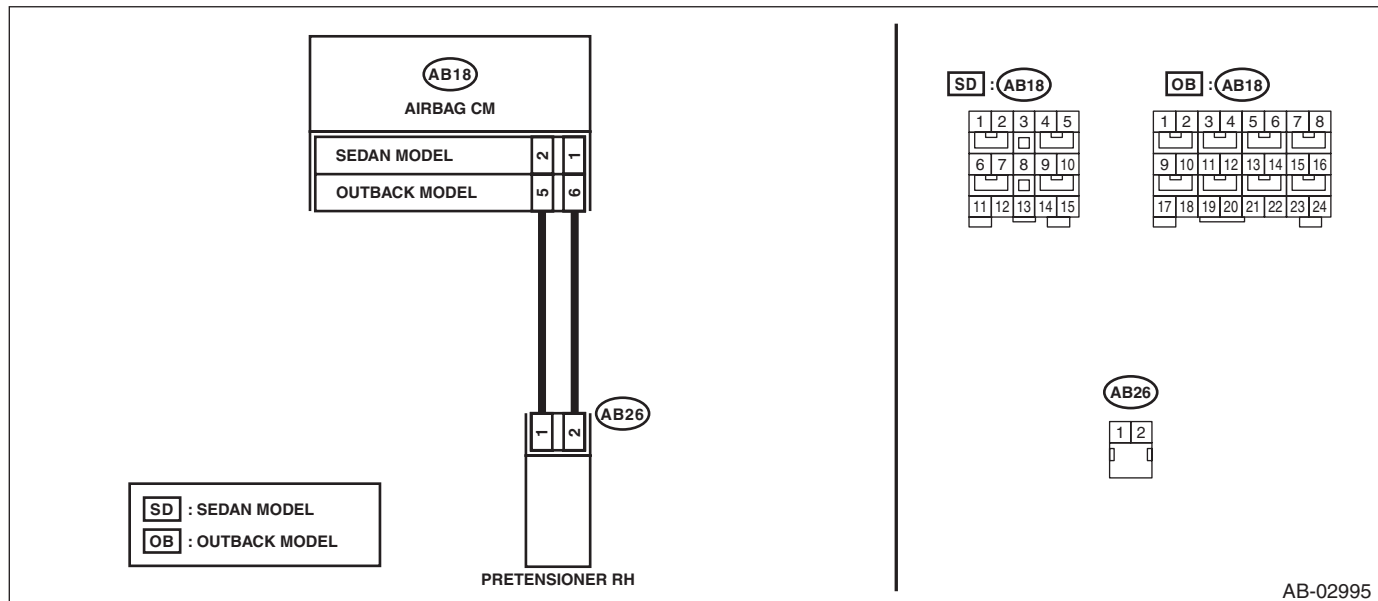 AB18
AIRBAG CM
SEDAN MODEL 2 1
OUTBACK MODEL 5 6
1 2 AB26
PRETENSIONER RH
SD : SEDAN MODEL
OB : OUTBACK MODEL
SD : AB18
1 2 3 4 5
6 7 8 9 10
11 12 13 14 15
OB : AB18
1 2 3 4 5 6 7 8
9 10 11 12 13 14 15 16
17 18 19 20 21 22 23 24
AB26
1 2
AB-02995